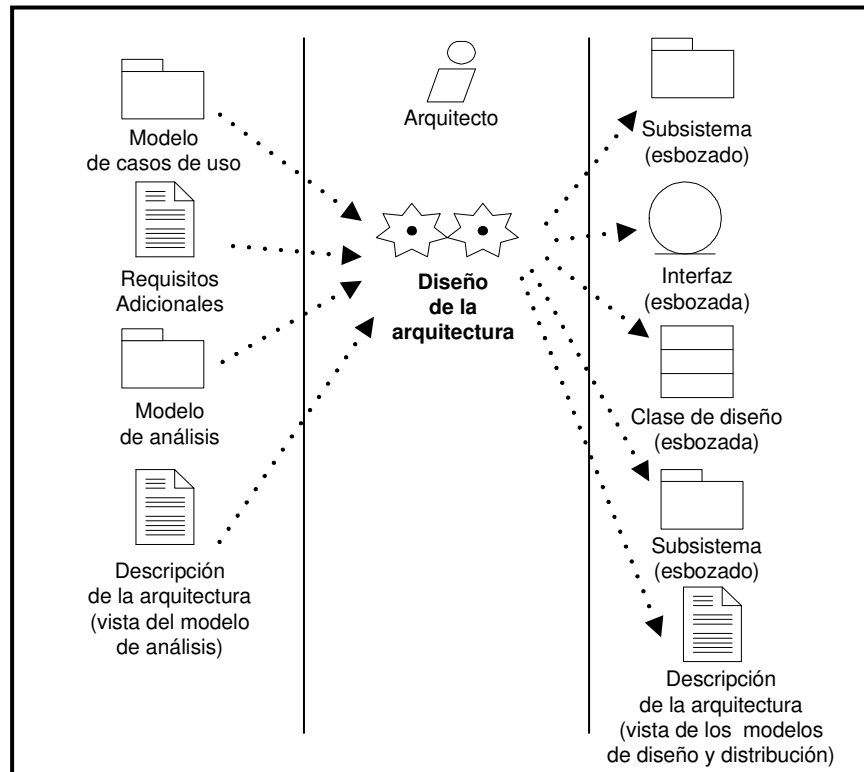 Modelo
de casos de uso
Requisitos
Adicionales
Modelo
de análisis
Descripción
de la arquitectura
(vista del modelo
de análisis)
Arquitecto
Diseño
de la
arquitectura
Subsistema
(esbozado)
Interfaz
(esbozada)
Clase de diseño
(esbozada)
Subsistema
(esbozado)
Descripción
de la arquitectura
(vista de los modelos
de diseño y distribución)